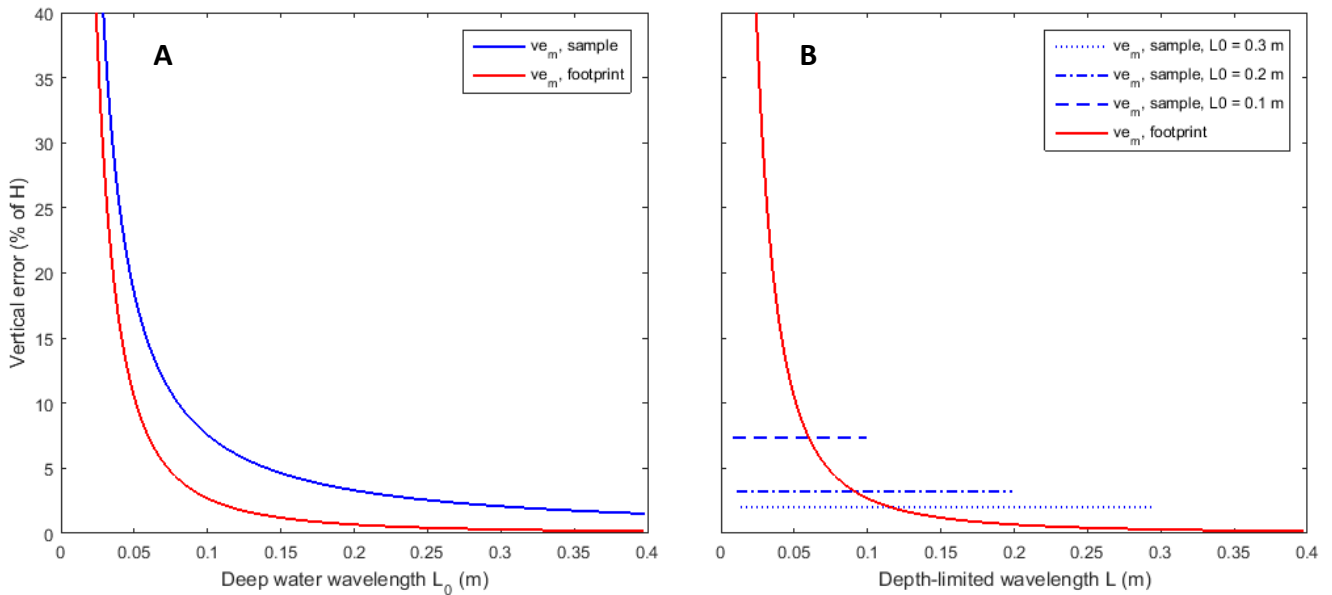 A
B
ve_m, sample
ve_m, footprint
ve_m, sample, L0 = 0.3 m
ve_m, sample, L0 = 0.2 m
ve_m, sample, L0 = 0.1 m
ve_m, footprint
Vertical error (% of H)
40
35
30
25
20
15
10
5
0
0 0.05 0.1 0.15 0.2 0.25 0.3 0.35 0.4
Deep water wavelength L_0 (m)
0 0.05 0.1 0.15 0.2 0.25 0.3 0.35 0.4
Depth-limited wavelength L (m)